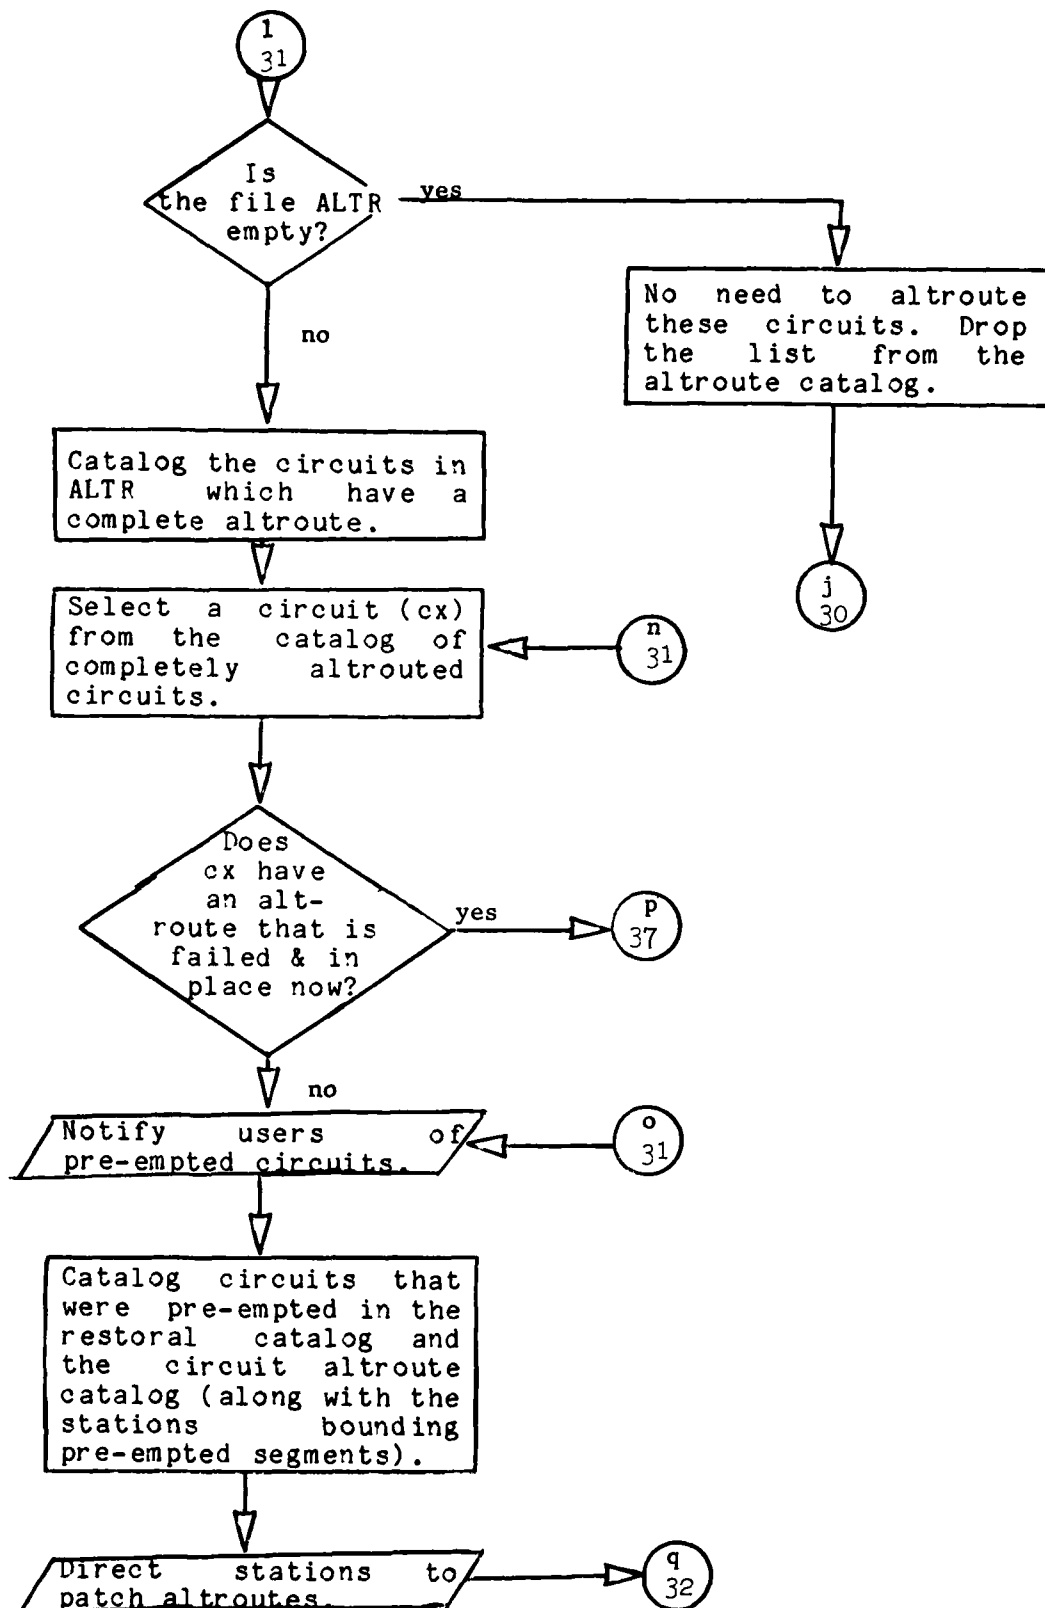 l
31
Is
the file ALTR
empty?
yes
no
No need to altroute
these circuits. Drop
the list from the
altroute catalog.
j
30
Catalog the circuits in
ALTR which have a
complete altroute.
Select a circuit (cx)
from the catalog of
completely altrouted
circuits.
n
31
Does
cx have
an alt-
route that is
failed & in
place now?
yes
p
37
no
Notify users of
pre-empted circuits.
o
31
Catalog circuits that
were pre-empted in the
restoral catalog and
the circuit altroute
catalog (along with the
stations bounding
pre-empted segments).
Direct stations to
patch altroutes.
q
32